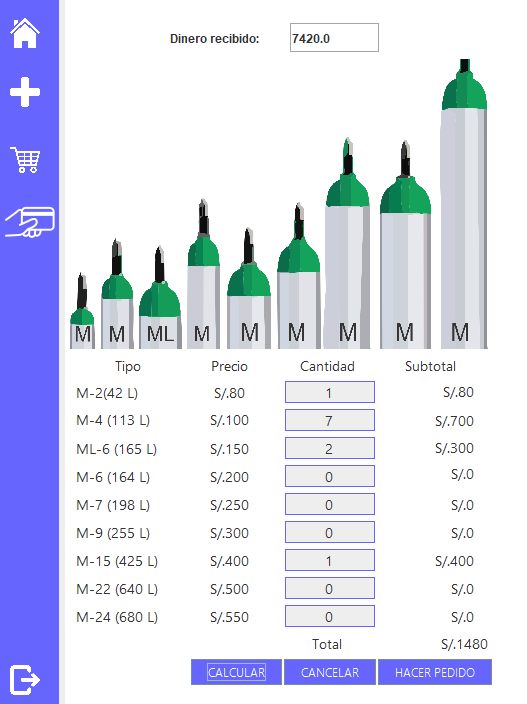 Dinero recibido: 7420.0
M M ML M M M M M M
Tipo Precio Cantidad Subtotal
M-2(42 L) S/.80 1 S/.80
M-4 (113 L) S/.100 7 S/.700
ML-6 (165 L) S/.150 2 S/.300
M-6 (164 L) S/.200 0 S/.0
M-7 (198 L) S/.250 0 S/.0
M-9 (255 L) S/.300 0 S/.0
M-15 (425 L) S/.400 1 S/.400
M-22 (640 L) S/.500 0 S/.0
M-24 (680 L) S/.550 0 S/.0
Total S/.1480
CALCULAR CANCELAR HACER PEDIDO